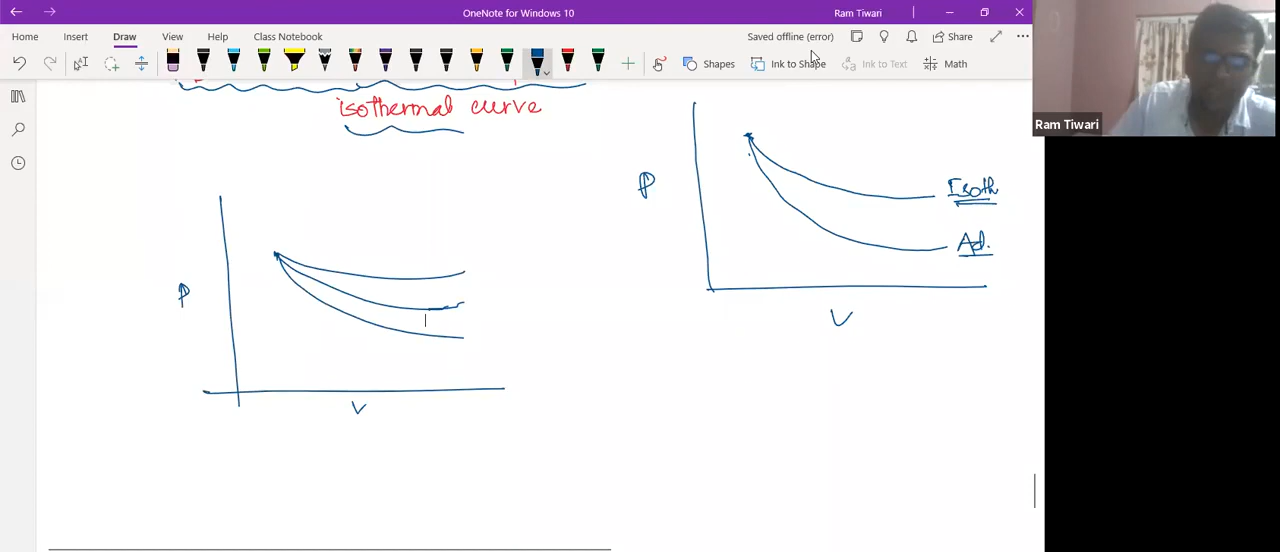 OneNote for Windows 10
Ram Tiwari
Home Insert Draw View Help Class Notebook
Saved offline (error) Share
Shapes Ink to Shape Ink to Text Math
isothermal curve
Ram Tiwari
P
Isoth
Ad.
V
P
V